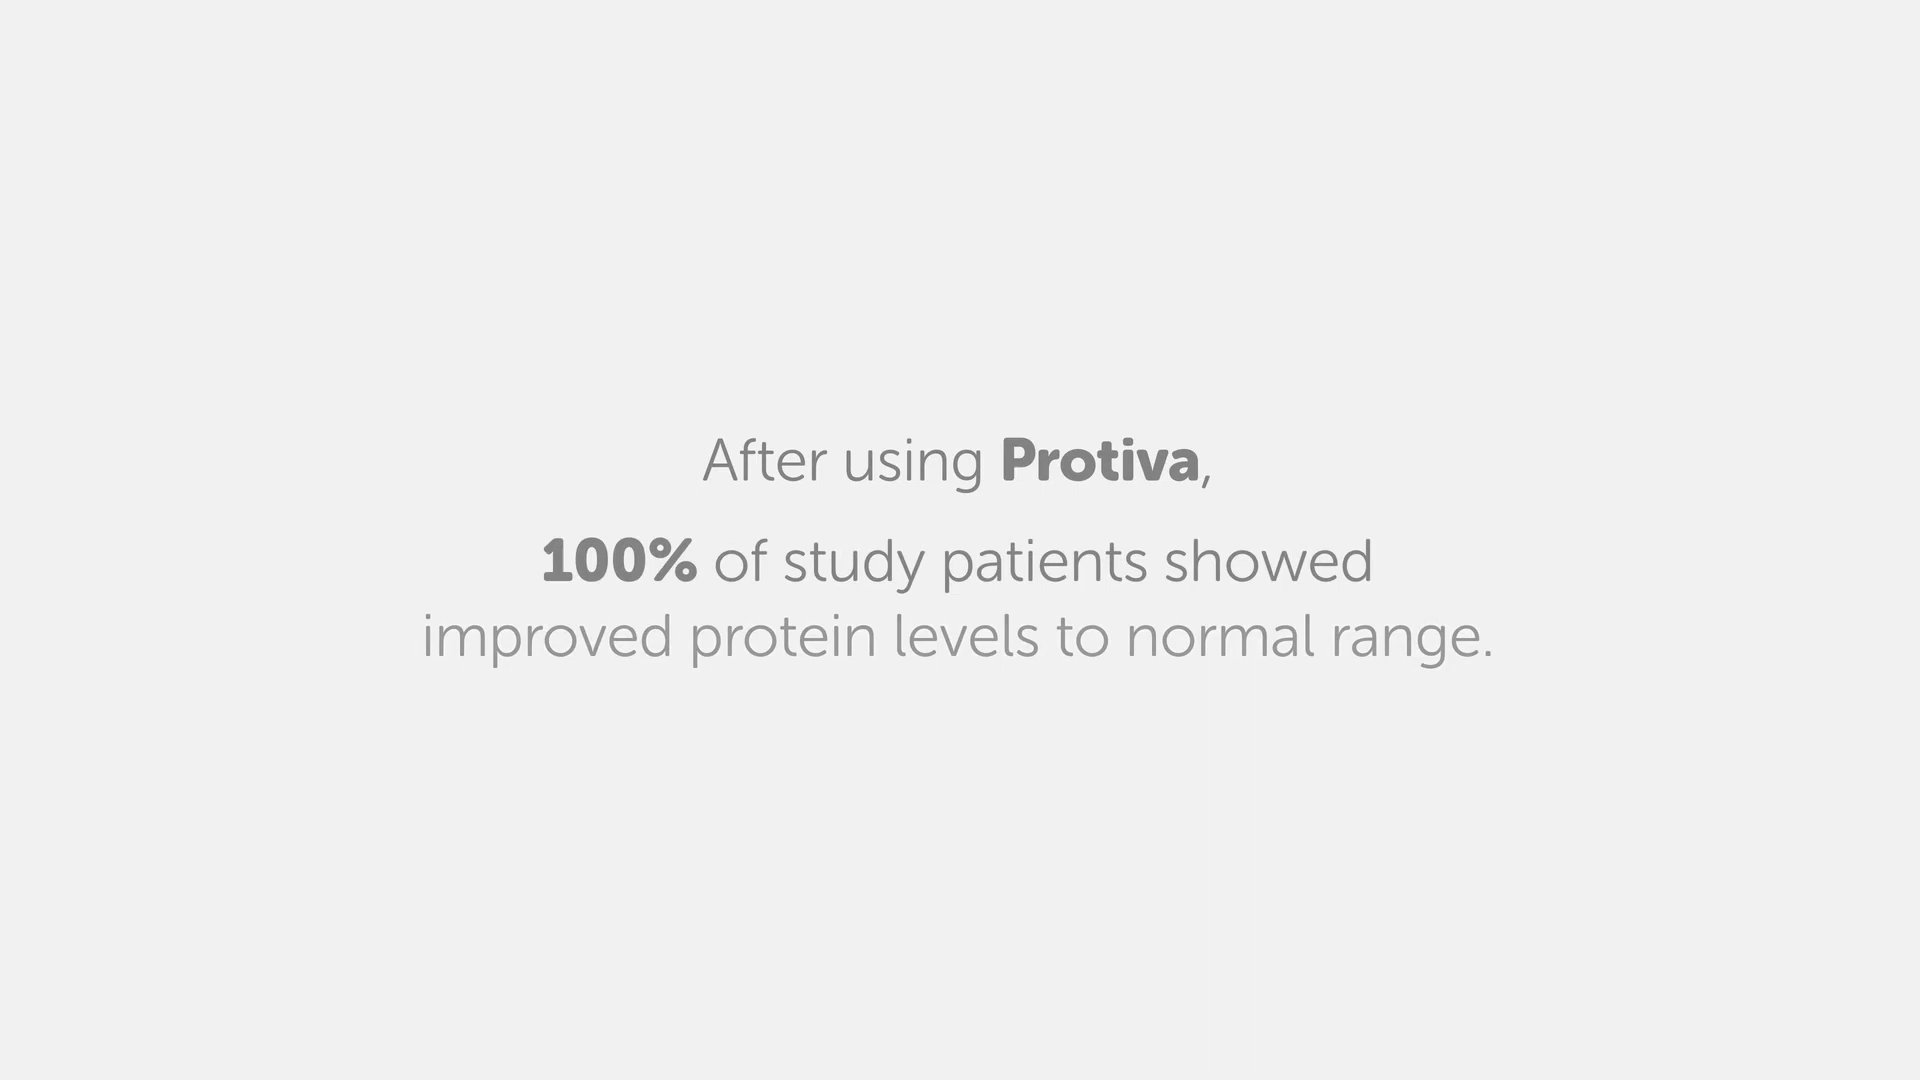 After using Protiva,
100% of study patients showed
improved protein levels to normal range.